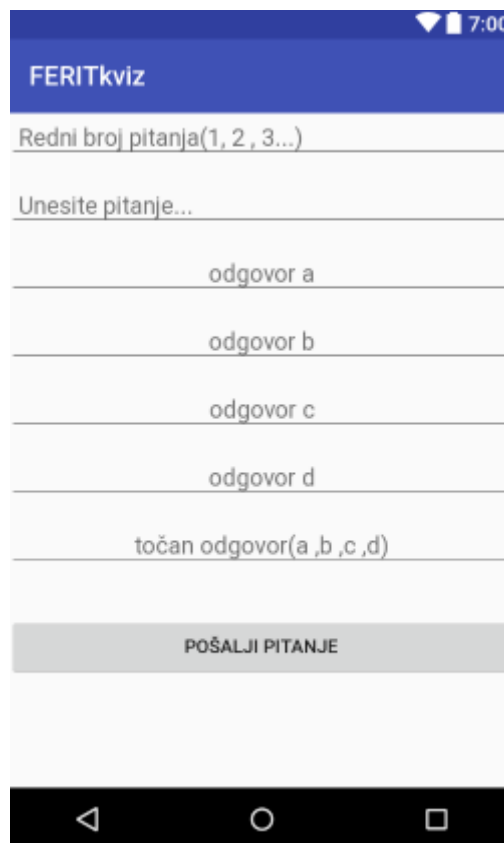 7:00
FERITkviz
Redni broj pitanja(1, 2 , 3...)
Unesite pitanje...
odgovor a
odgovor b
odgovor c
odgovor d
točan odgovor(a ,b ,c ,d)
POŠALJI PITANJE